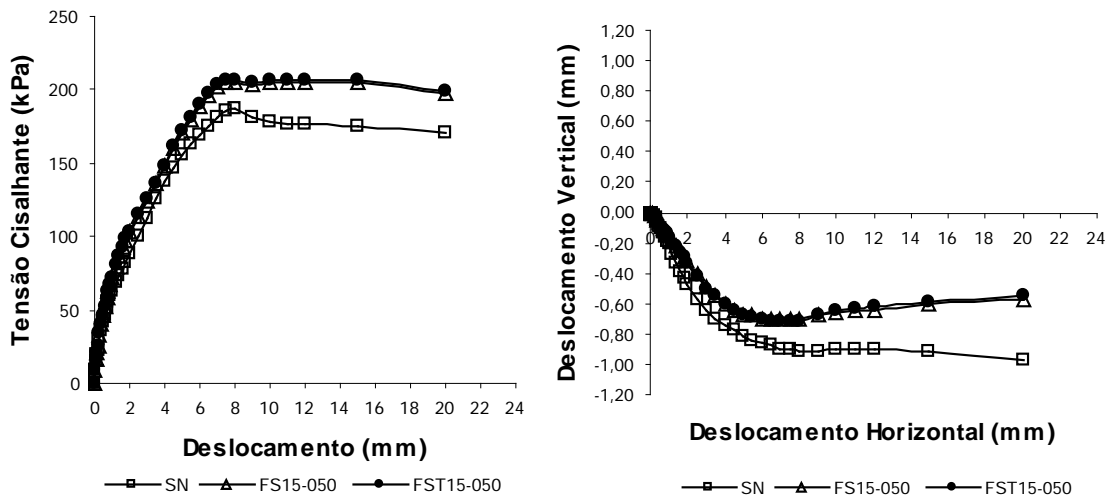 Tensão Cisalhante (kPa)
250
200
150
100
50
0
0 2 4 6 8 10 12 14 16 18 20 22 24
Deslocamento (mm)
SN FS15-050 FST15-050
Deslocamento Vertical (mm)
1,20
1,00
0,80
0,60
0,40
0,20
0,00
-0,20
-0,40
-0,60
-0,80
-1,00
-1,20
0 2 4 6 8 10 12 14 16 18 20 22 24
Deslocamento Horizontal (mm)
SN FS15-050 FST15-050